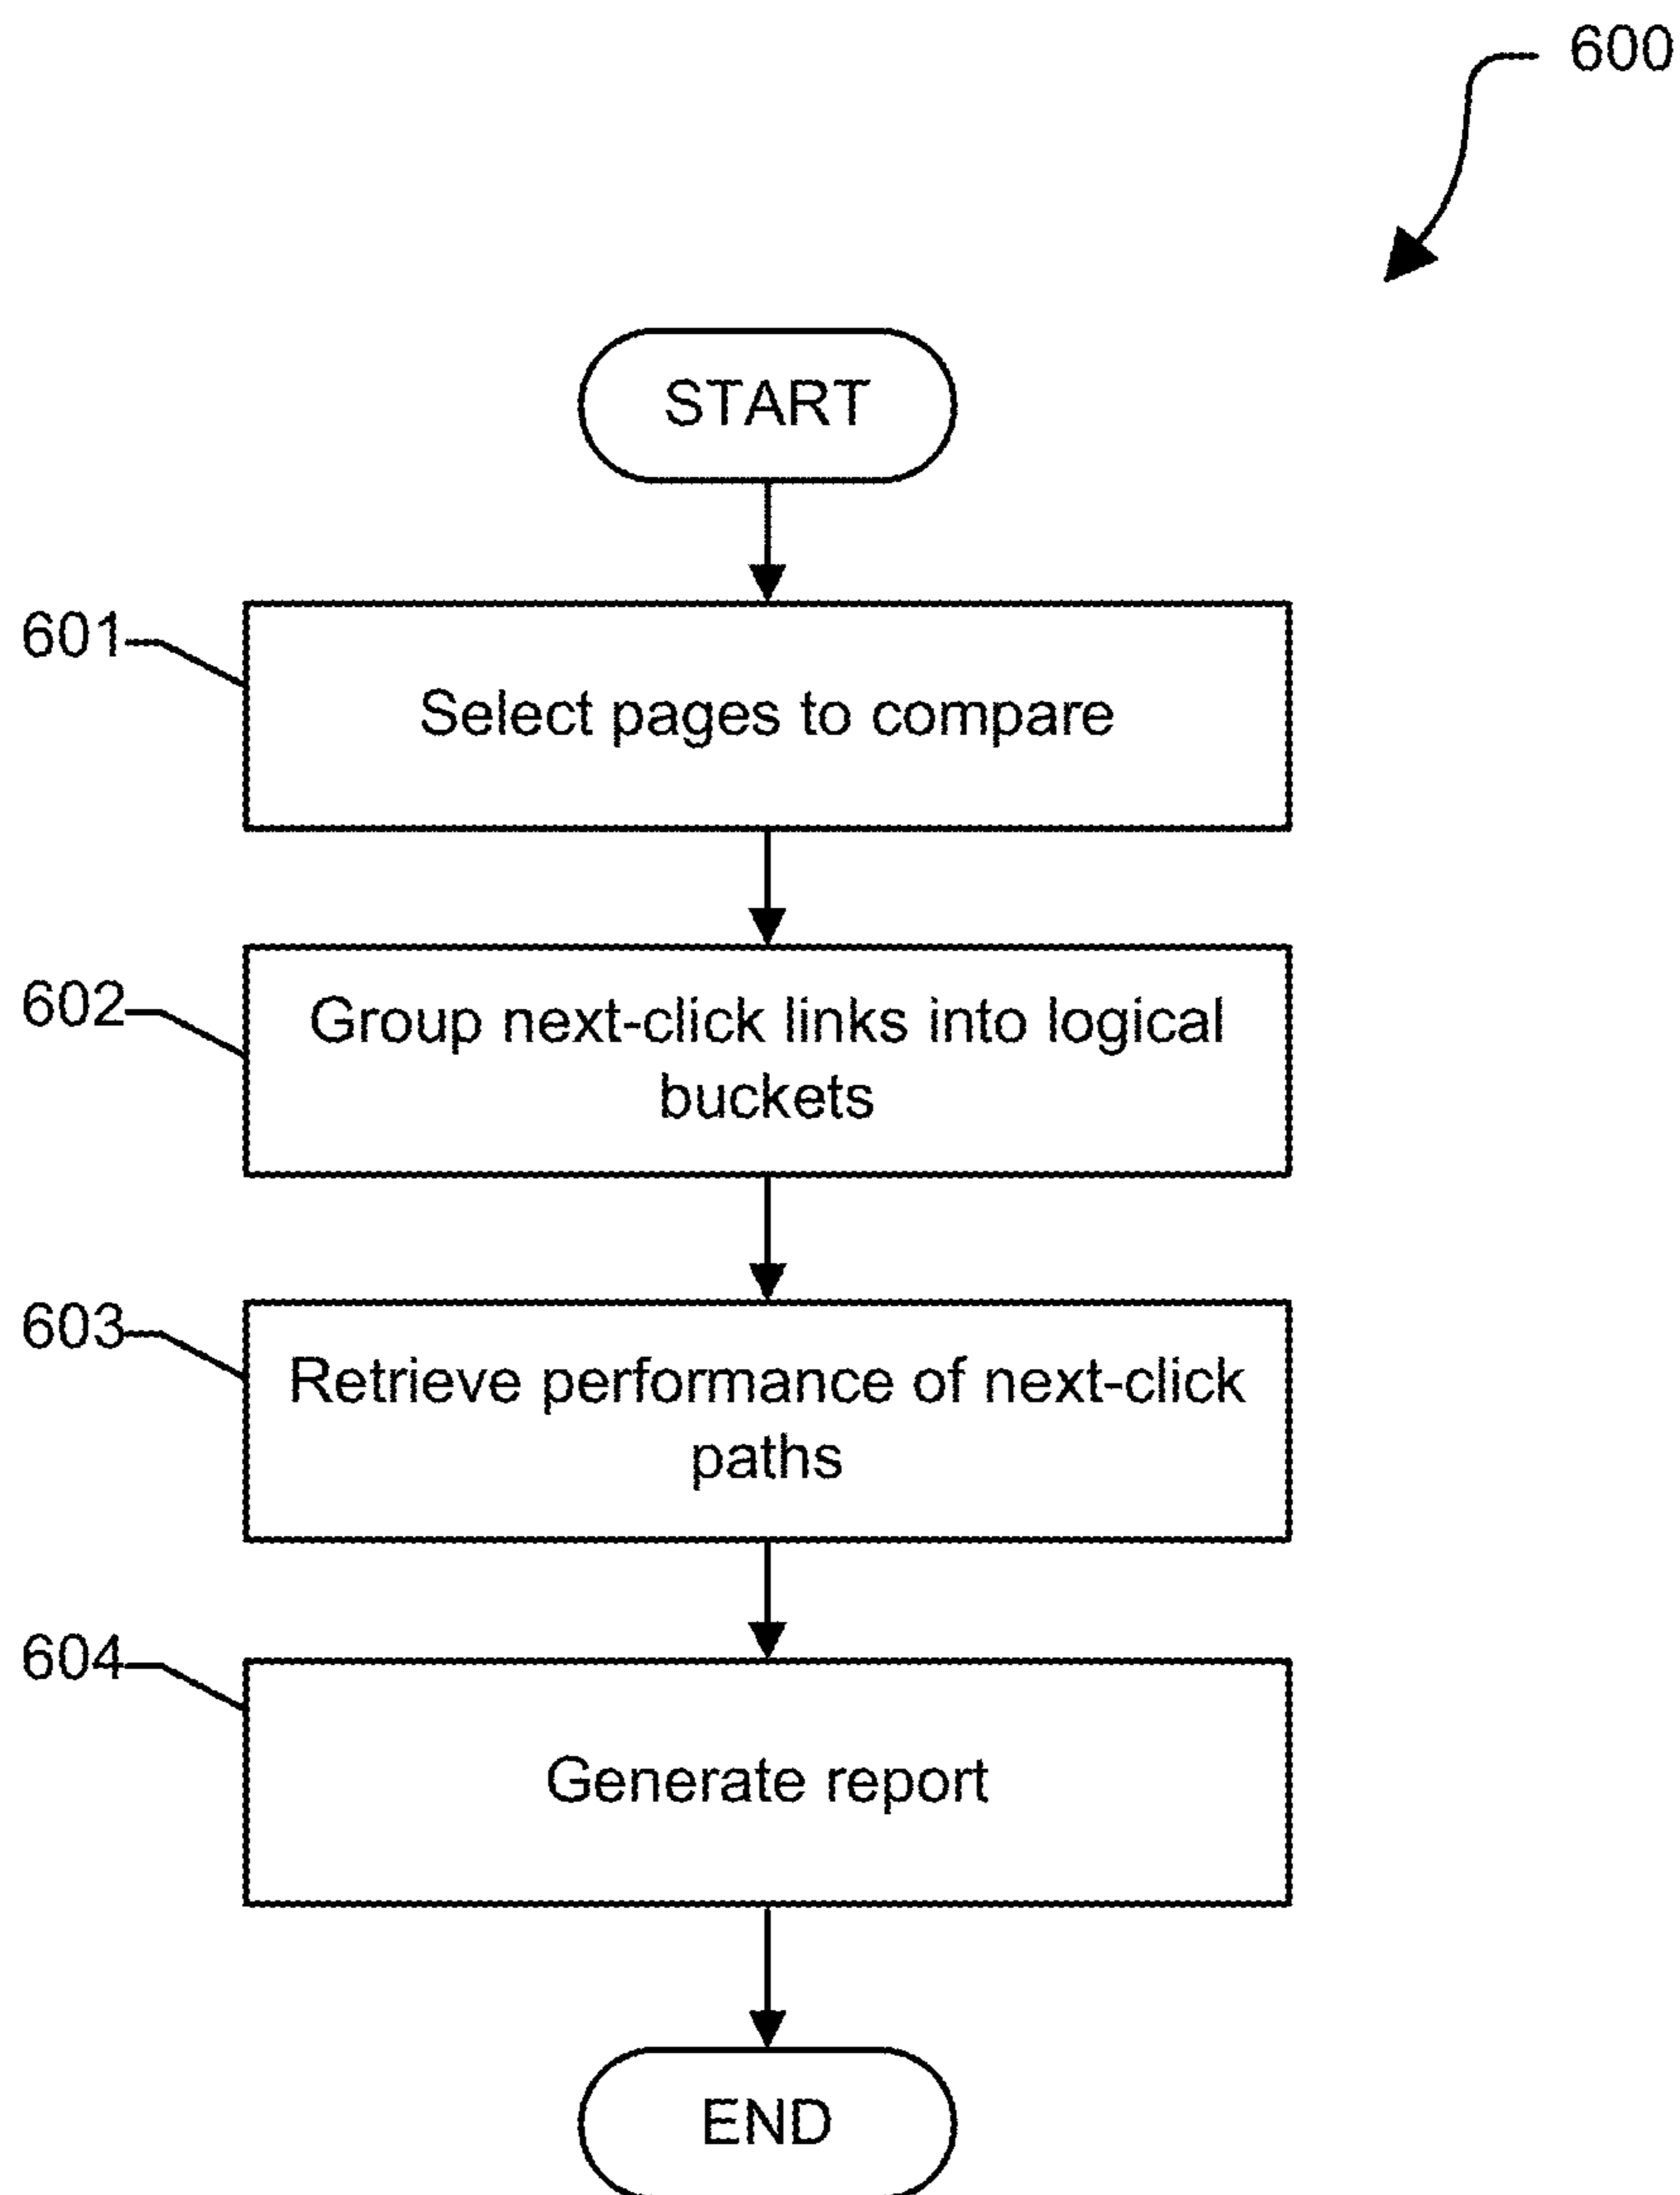 600
START
601
Select pages to compare
602
Group next-click links into logical
buckets
603
Retrieve performance of next-click
paths
604
Generate report
END